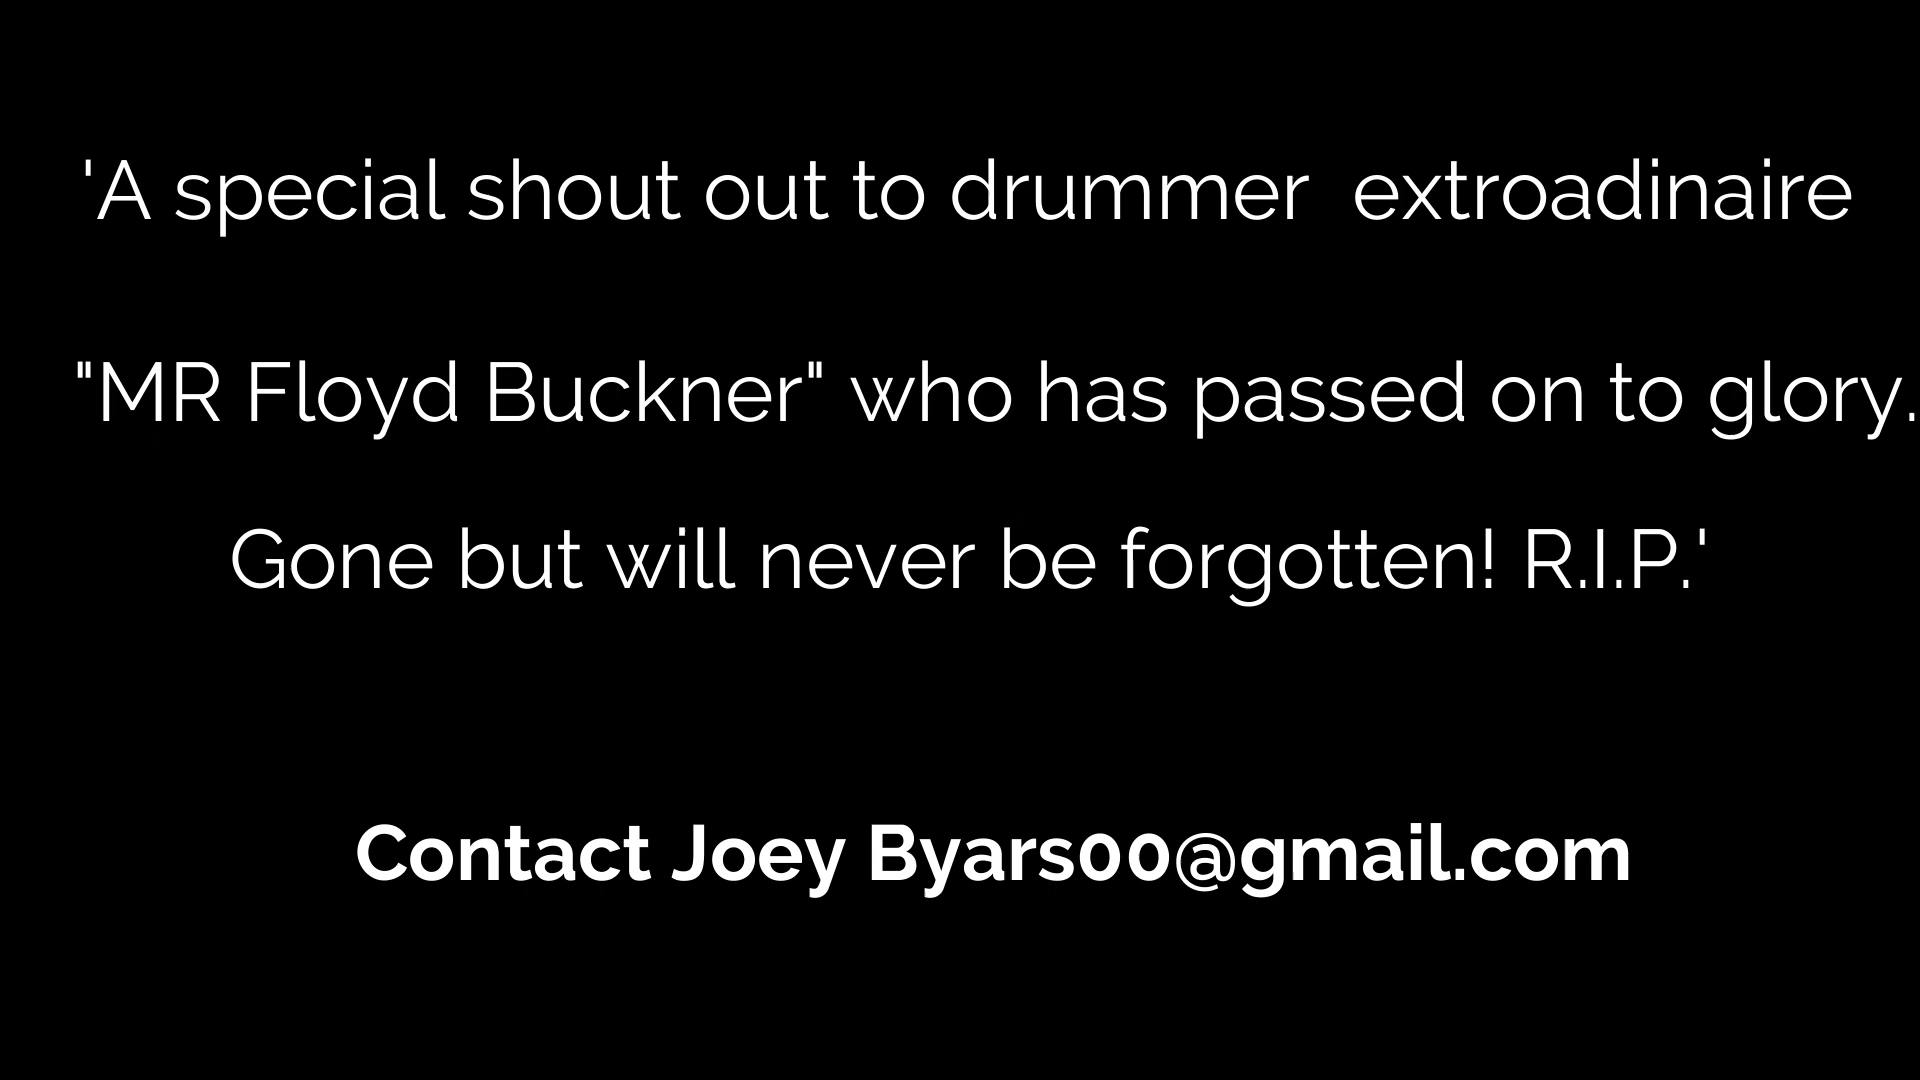 'A special shout out to drummer  extroadinaire
"MR Floyd Buckner" who has passed on to glory.
Gone but will never be forgotten! R.I.P.'
Contact Joey Byars00@gmail.com